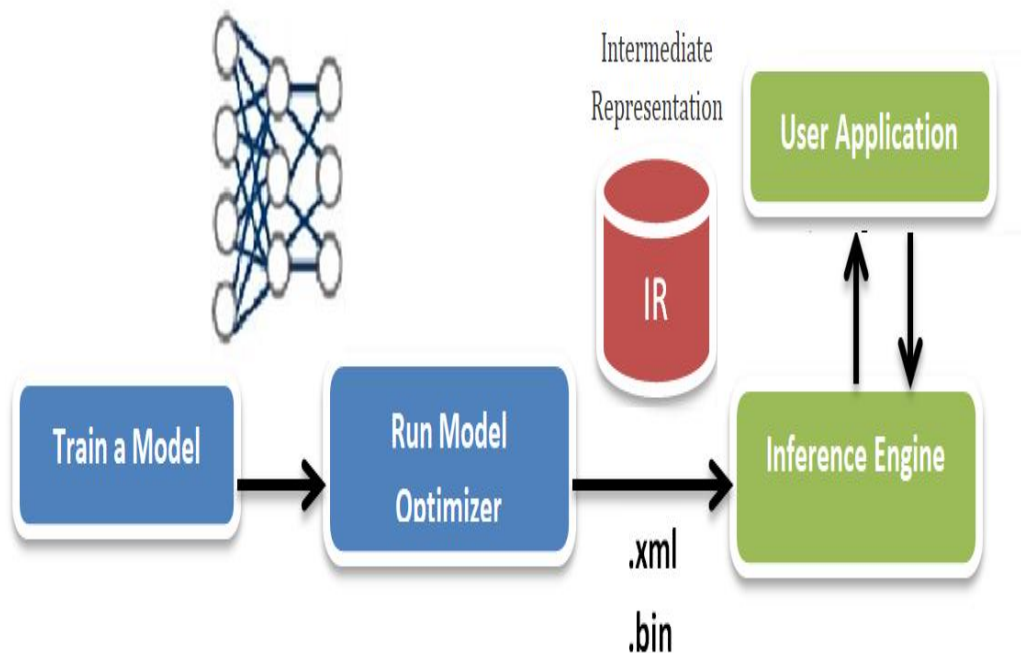 Intermediate
Representation
User Application
IR
Train a Model
Run Model
Optimizer
Inference Engine
.xml
.bin